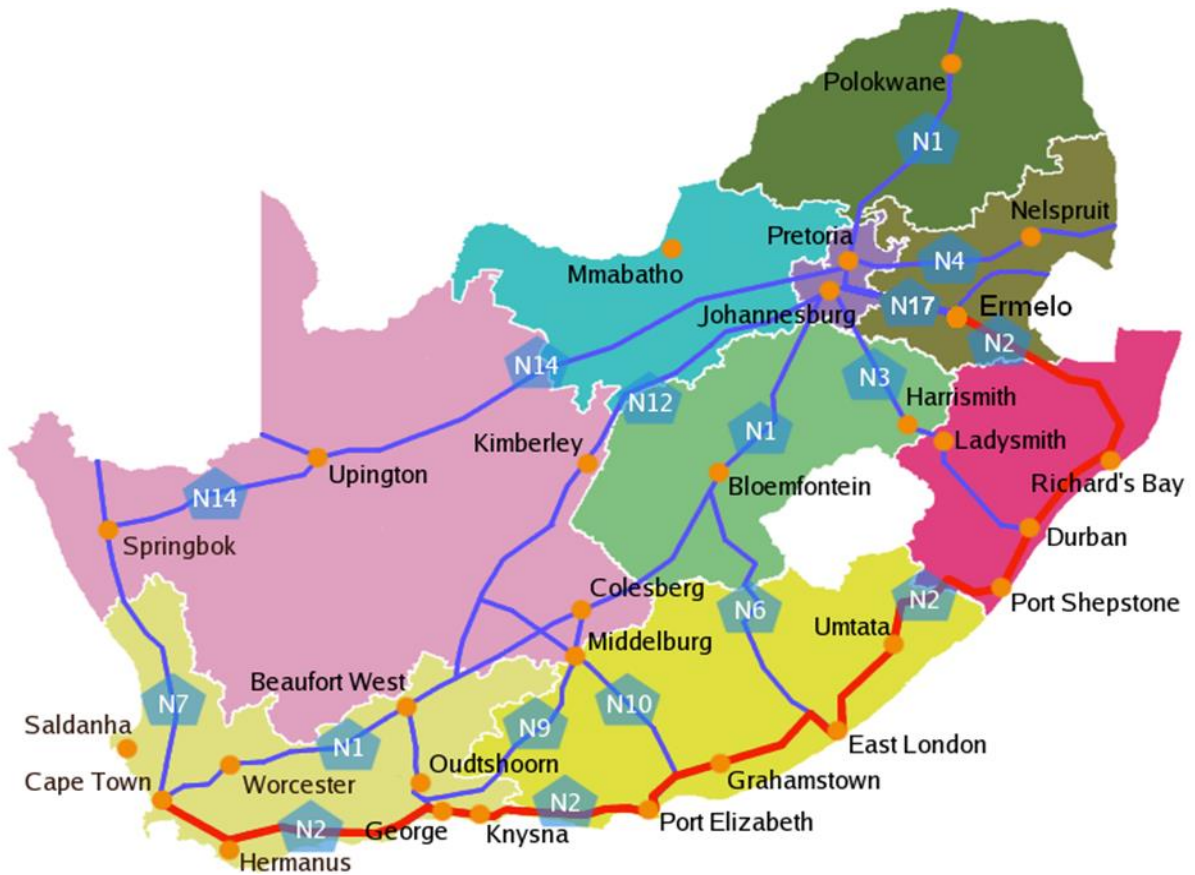 Polokwane
N1
Nelspruit
Pretoria
N4
Mmabatho
Johannesburg
N17
Ermelo
N2
N14
N12
N3
Harrismith
N1
Kimberley
Ladysmith
Upington
Bloemfontein
Richard's Bay
N14
Springbok
Durban
Colesberg
N6
N2
Port Shepstone
Umtata
Middelburg
Beaufort West
N7
N10
Saldanha
N9
N1
East London
Cape Town
Worcester
Oudtshoorn
Grahamstown
N2
N2
George
Knysna
Port Elizabeth
Hermanus